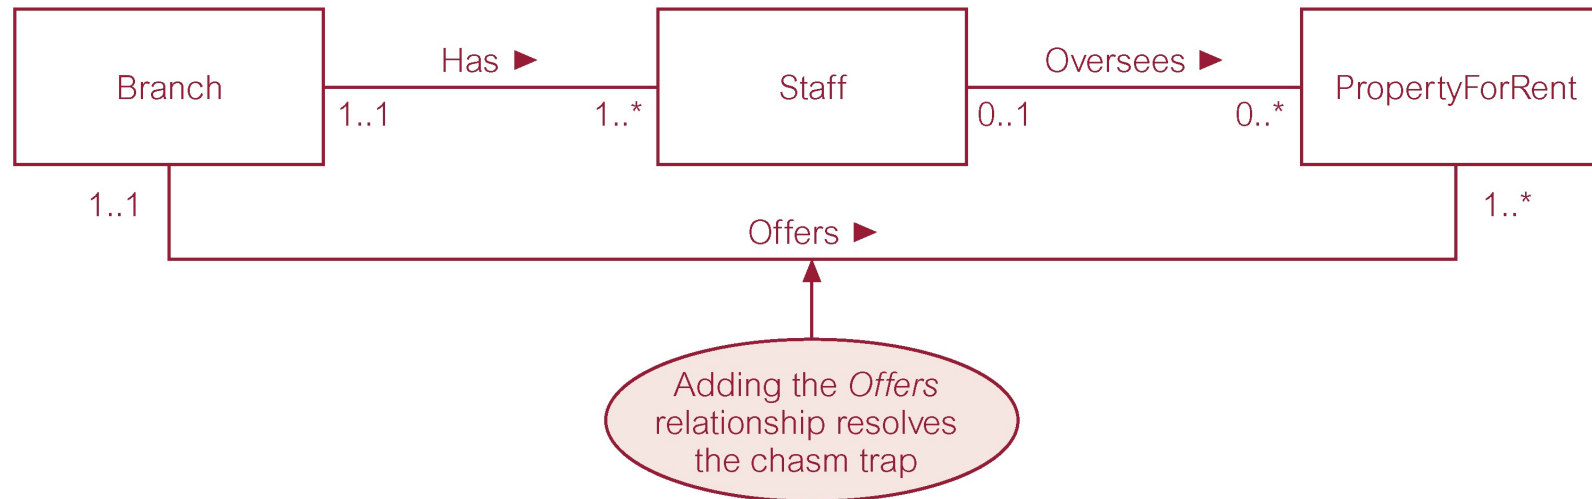 Has ►
Oversees ►
Branch
Staff
PropertyForRent
1..1
1..*
0..1
0..*
1..1
1..*
Offers ►
Adding the Offers
relationship resolves
the chasm trap